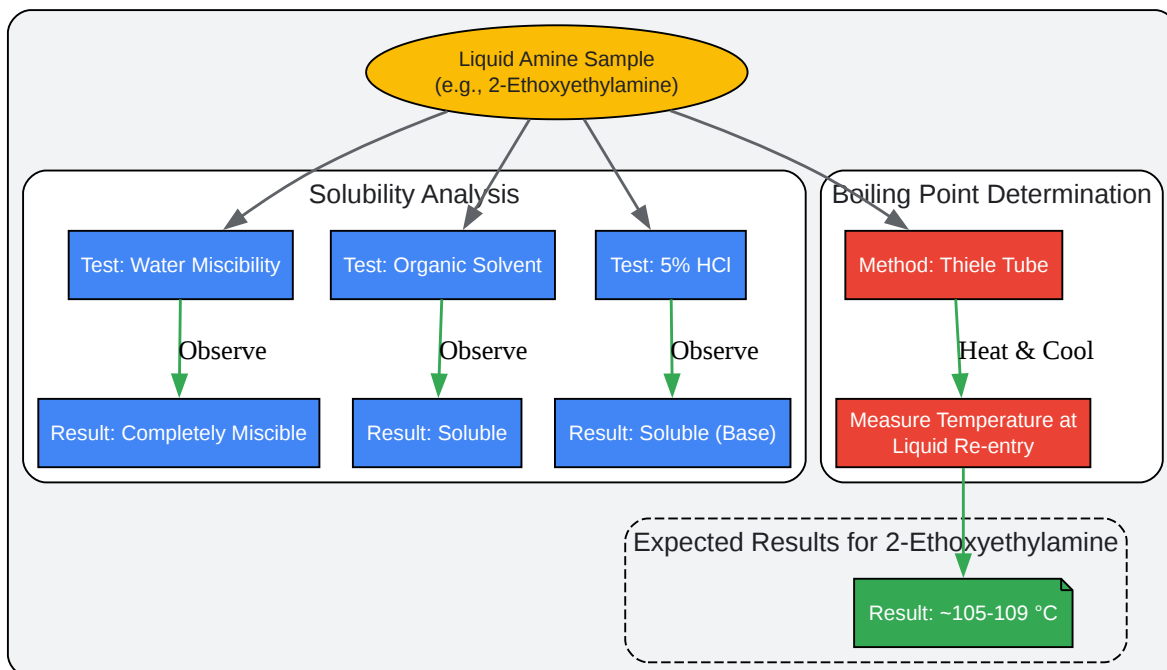 Liquid Amine Sample
(e.g., 2-Ethoxyethylamine)
Solubility Analysis
Boiling Point Determination
Test: Water Miscibility
Test: Organic Solvent
Test: 5% HCl
Method: Thiele Tube
Observe
Observe
Observe
Heat & Cool
Result: Completely Miscible
Result: Soluble
Result: Soluble (Base)
Measure Temperature at
Liquid Re-entry
Expected Results for 2-Ethoxyethylamine
Result: ~105-109 °C